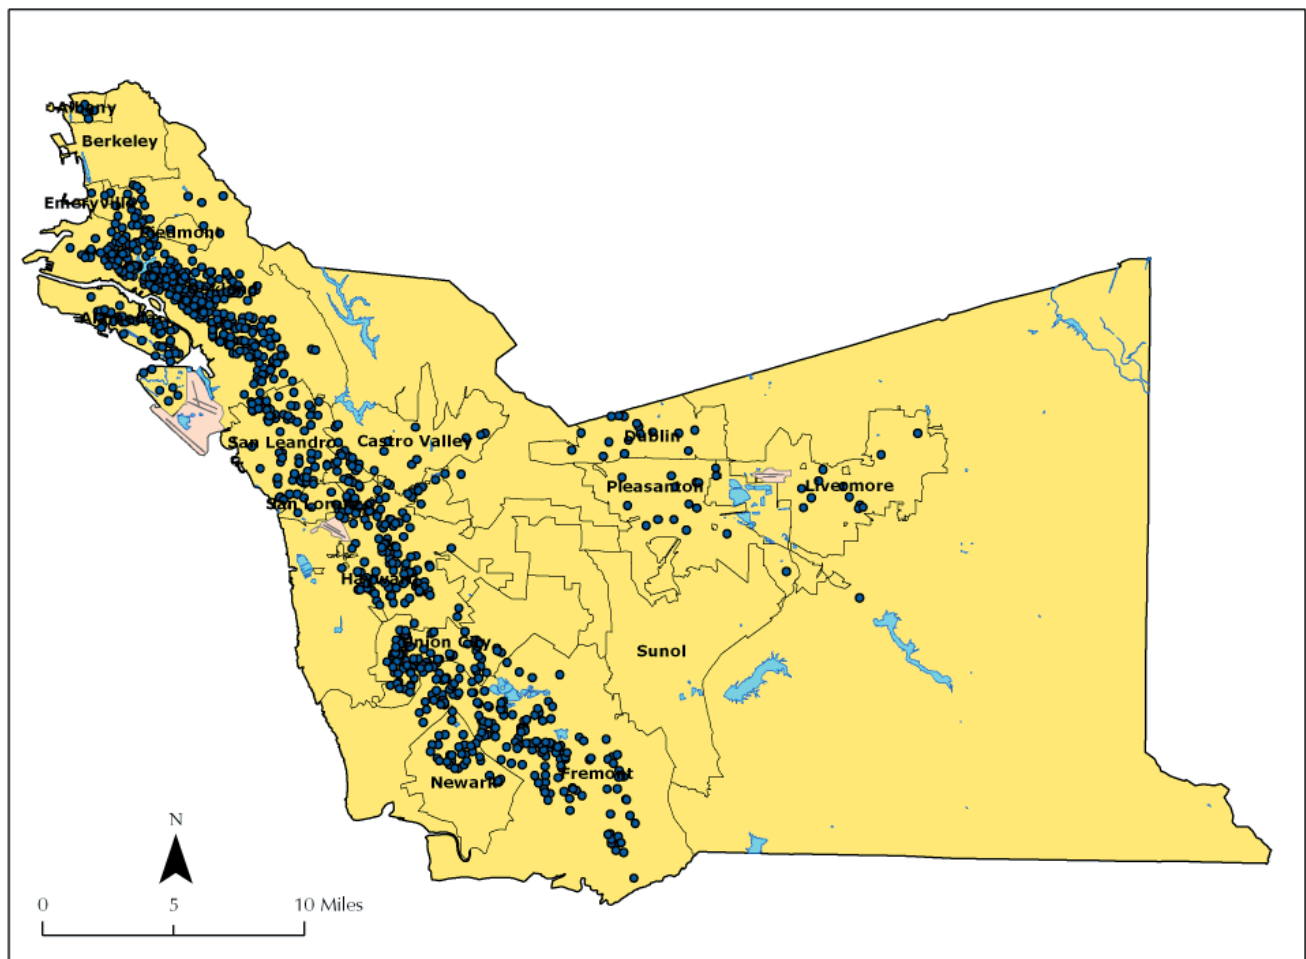 Albany
Berkeley
Emeryville
Piedmont
Oakland
Alameda
San Leandro
Castro Valley
Dublin
Pleasanton
Livermore
San Lorenzo
Hayward
Union City
Sunol
Newark
Fremont
N
0 5 10 Miles